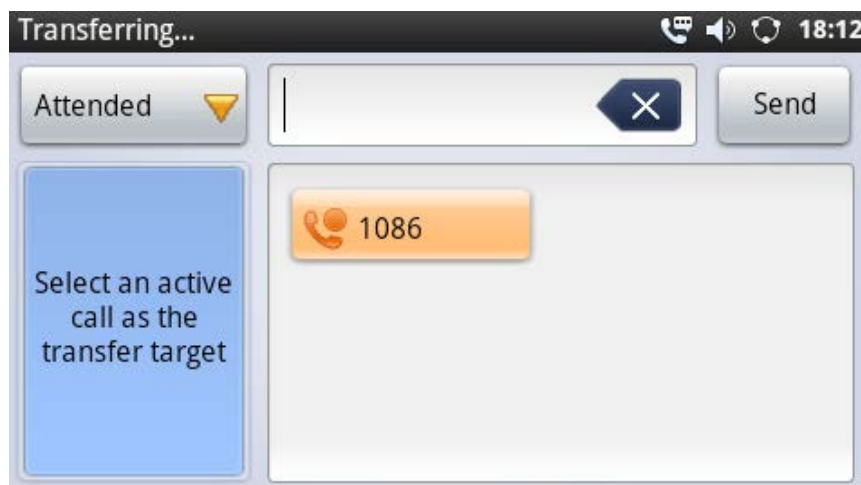 Transferring...
18:12
Attended
Send
1086
Select an active
call as the
transfer target